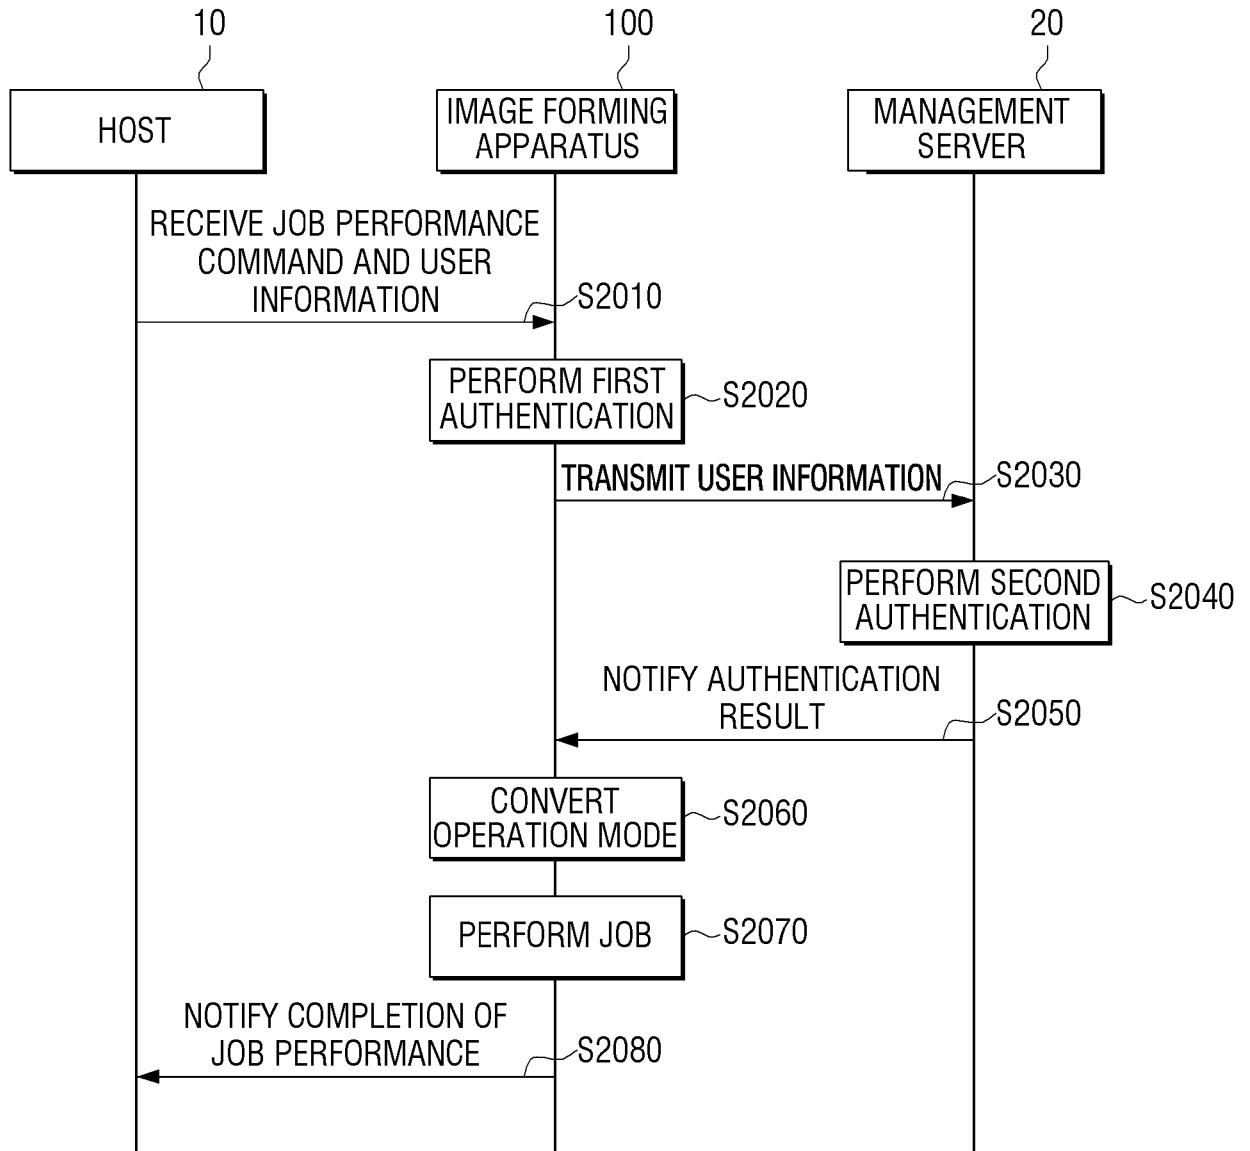 10
100
20
HOST
IMAGE FORMING
APPARATUS
MANAGEMENT
SERVER
RECEIVE JOB PERFORMANCE
COMMAND AND USER
INFORMATION
S2010
PERFORM FIRST
AUTHENTICATION
S2020
TRANSMIT USER INFORMATION
S2030
PERFORM SECOND
AUTHENTICATION
S2040
NOTIFY AUTHENTICATION
RESULT
S2050
CONVERT
OPERATION MODE
S2060
PERFORM JOB
S2070
NOTIFY COMPLETION OF
JOB PERFORMANCE
S2080